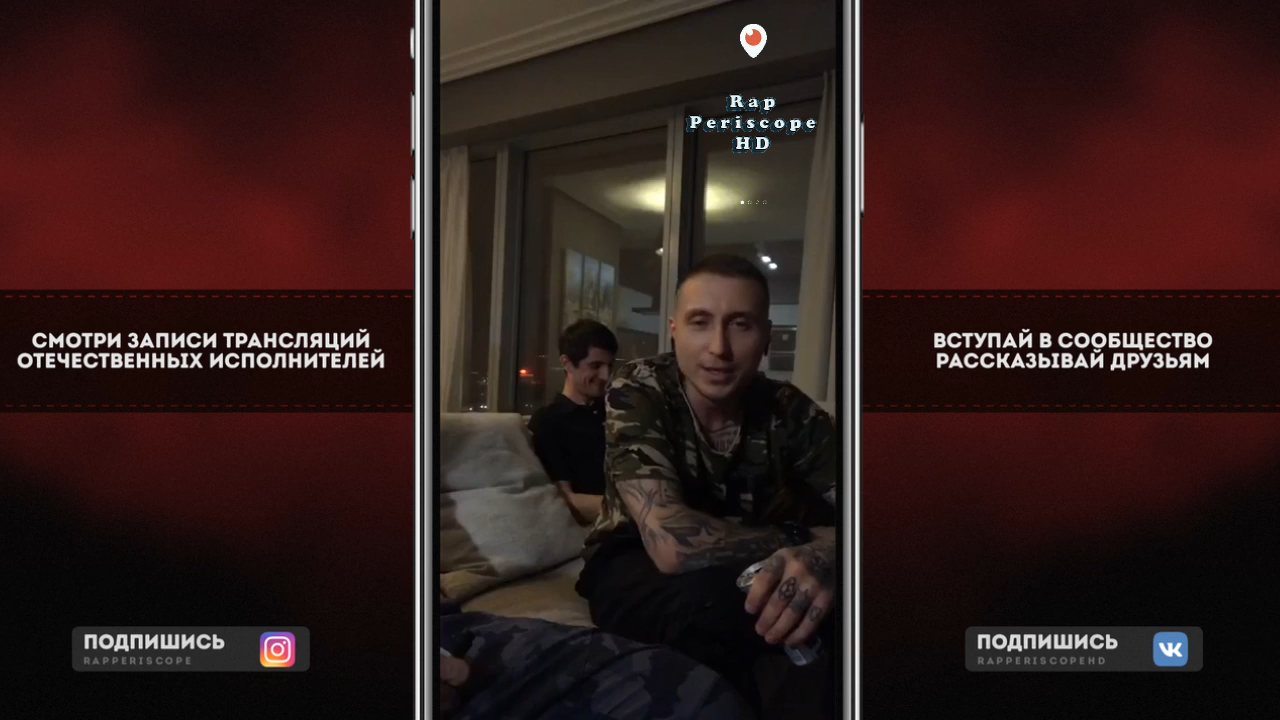 Rap
Periscope
HD
СМОТРИ ЗАПИСИ ТРАНСЛЯЦИЙ
ОТЕЧЕСТВЕННЫХ ИСПОЛНИТЕЛЕЙ
ВСТУПАЙ В СООБЩЕСТВО
РАССКАЗЫВАЙ ДРУЗЬЯМ
ПОДПИШИСЬ
RAPPERISCOPE
ПОДПИШИСЬ
RAPPERISCOPEHD